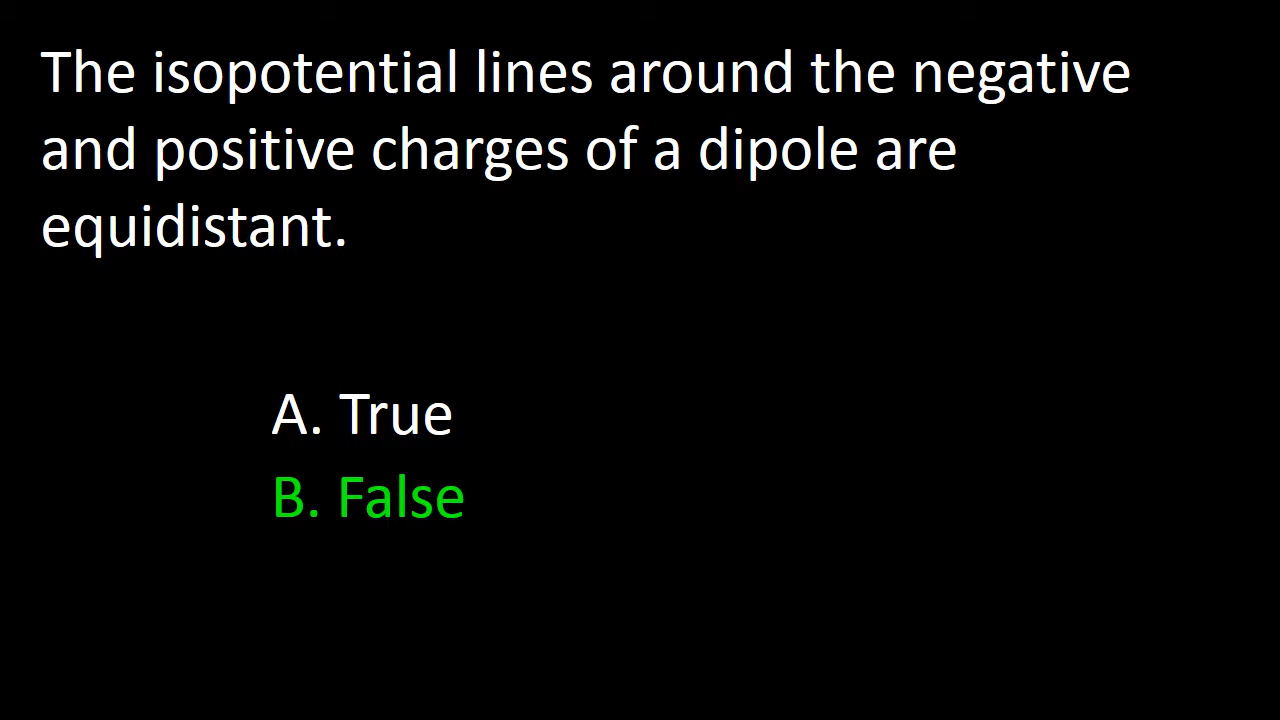 The isopotential lines around the negative
and positive charges of a dipole are
equidistant.
A. True
B. False